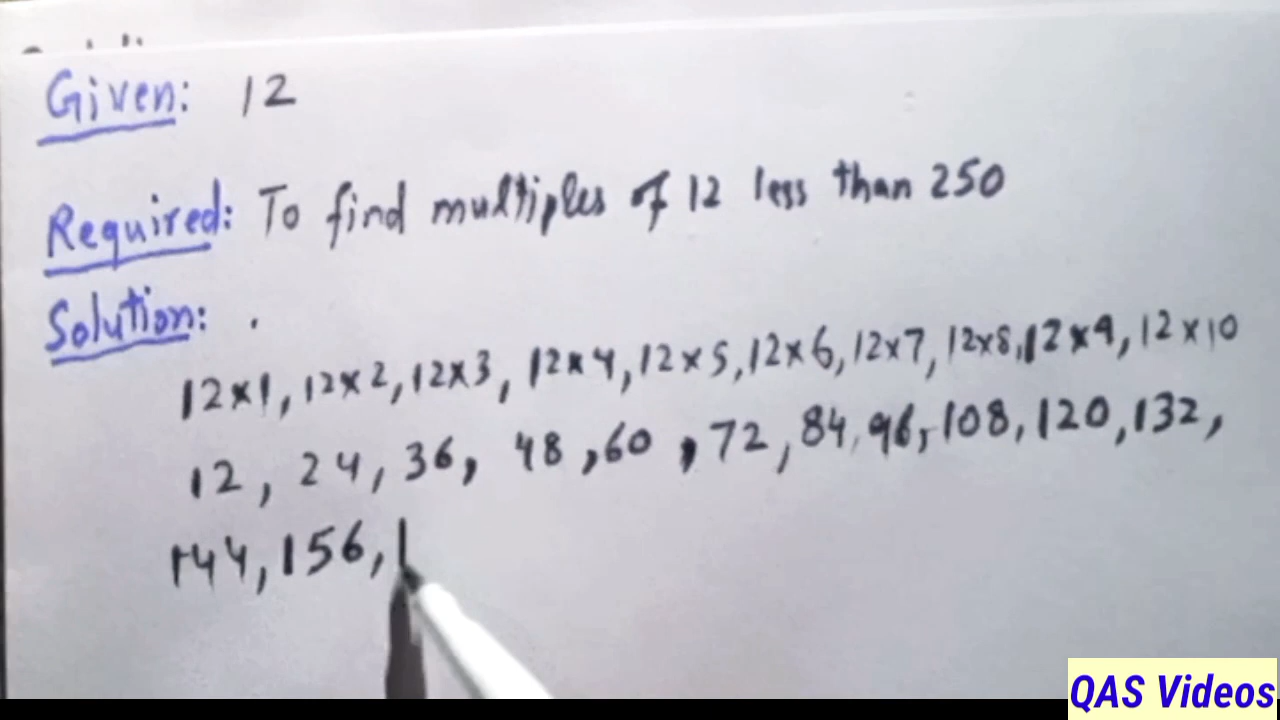 Given: 12
Required: To find multiples of 12 less than 250
Solution: .
12×1, 12×2, 12×3, 12×4, 12×5, 12×6, 12×7, 12×8, 12×9, 12×10
12, 24, 36, 48, 60, 72, 84, 96, 108, 120, 132,
144, 156, 1
QAS Videos